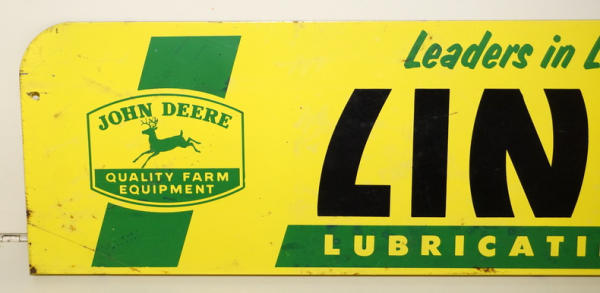 Leaders in L
JOHN DEERE
QUALITY FARM
EQUIPMENT
LIN
LUBRICATI